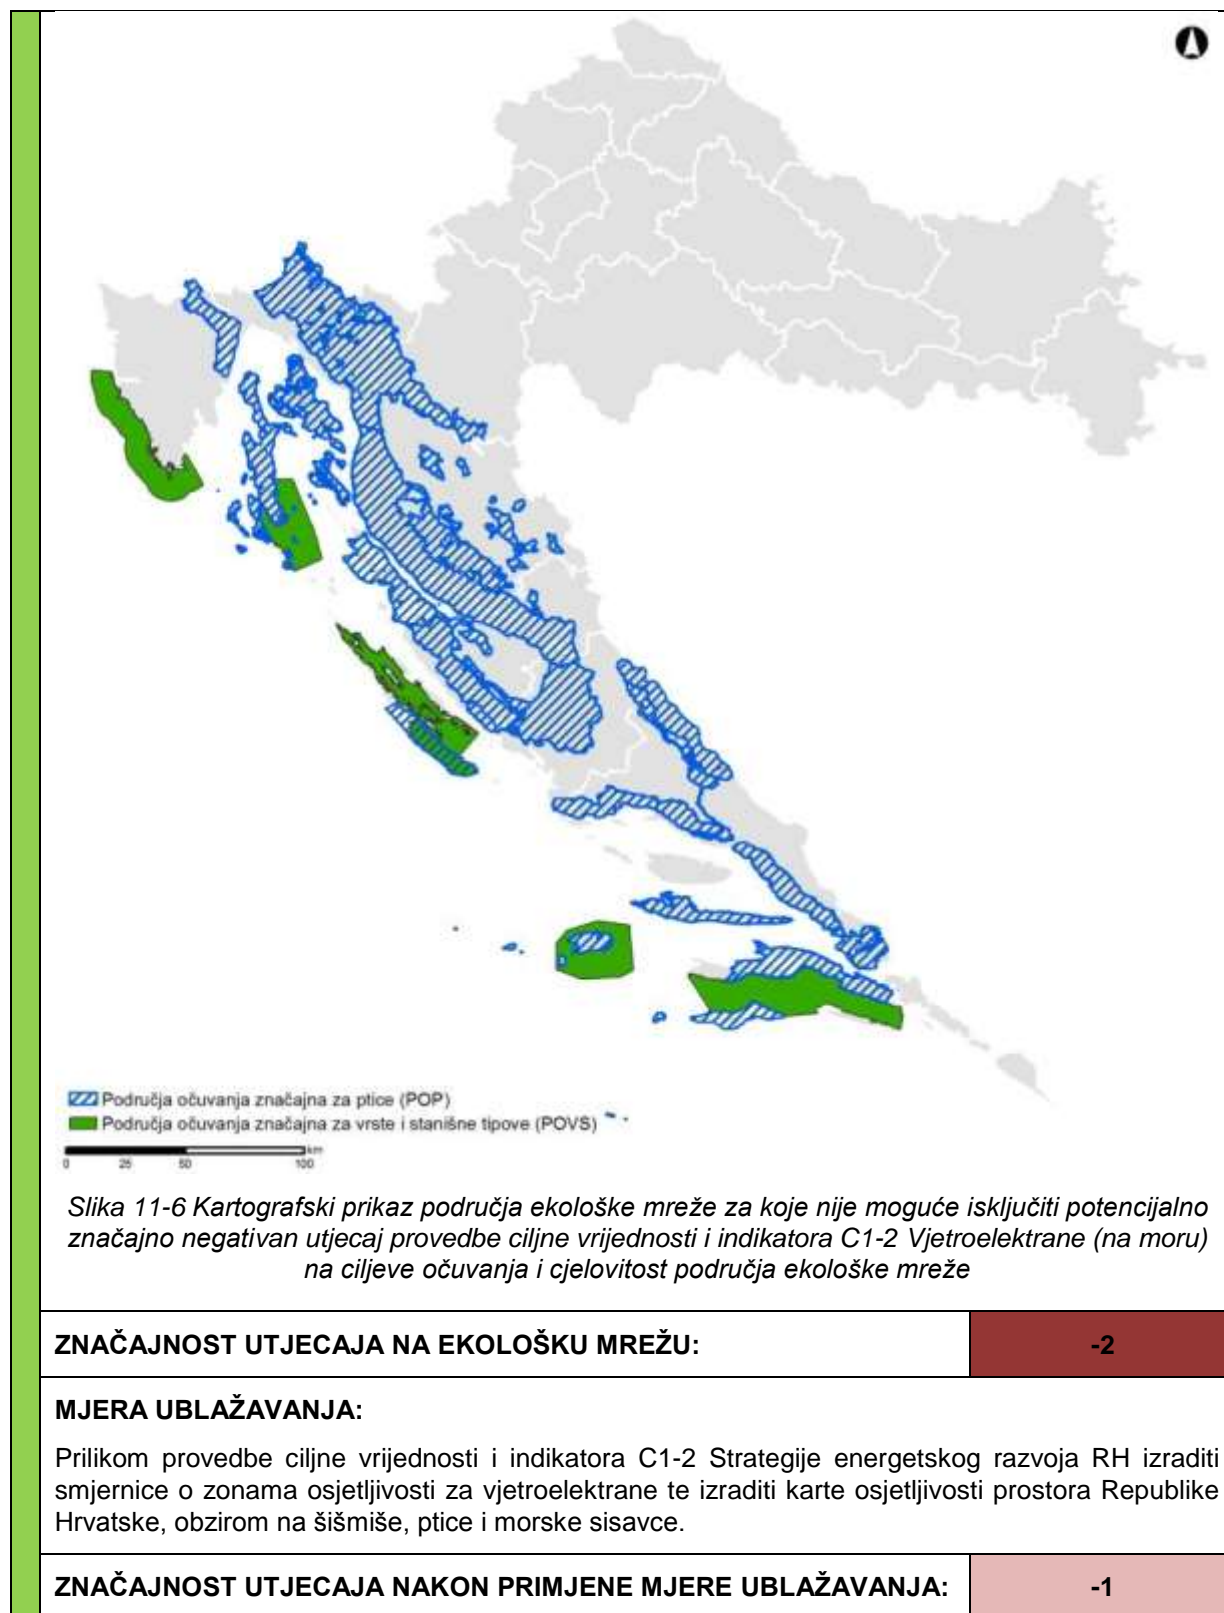 Područja očuvanja značajna za ptice (POP)
Područja očuvanja značajna za vrste i stanišne tipove (POVS)
km
0 25 50 100
Slika 11-6 Kartografski prikaz područja ekološke mreže za koje nije moguće isključiti potencijalno
značajno negativan utjecaj provedbe ciljne vrijednosti i indikatora C1-2 Vjetroelektrane (na moru)
na ciljeve očuvanja i cjelovitost područja ekološke mreže
ZNAČAJNOST UTJECAJA NA EKOLOŠKU MREŽU: -2
MJERA UBLAŽAVANJA:
Prilikom provedbe ciljne vrijednosti i indikatora C1-2 Strategije energetskog razvoja RH izraditi
smjernice o zonama osjetljivosti za vjetroelektrane te izraditi karte osjetljivosti prostora Republike
Hrvatske, obzirom na šišmiše, ptice i morske sisavce.
ZNAČAJNOST UTJECAJA NAKON PRIMJENE MJERE UBLAŽAVANJA: -1